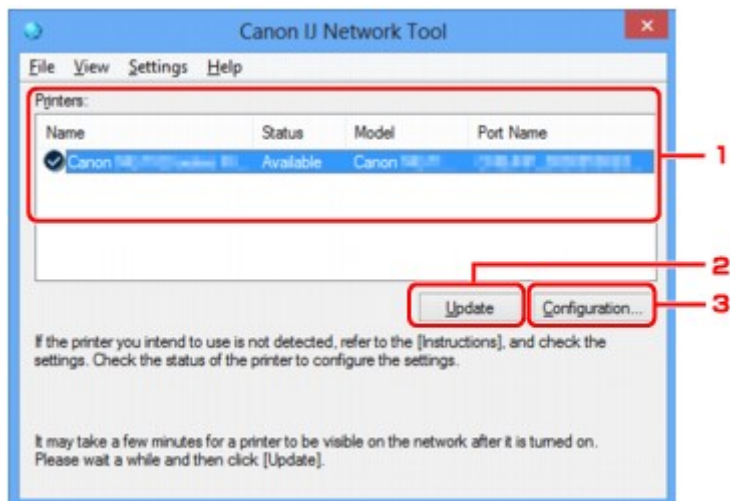 Canon IJ Network Tool
File View Settings Help
Printers:
Name Status Model Port Name
Canon Available Canon
1
2
3
Update Configuration...
If the printer you intend to use is not detected, refer to the [Instructions], and check the
settings. Check the status of the printer to configure the settings.
It may take a few minutes for a printer to be visible on the network after it is turned on.
Please wait a while and then click [Update].